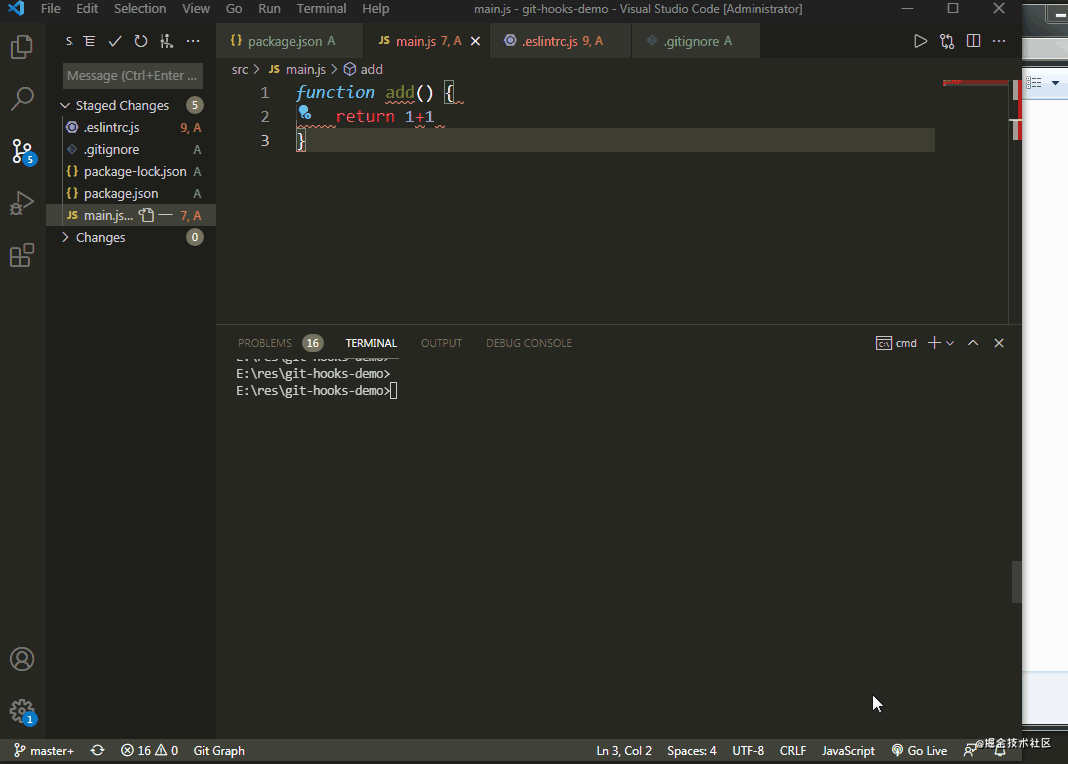 File Edit Selection View Go Run Terminal Help main.js - git-hooks-demo - Visual Studio Code [Administrator]
S
package.json A JS main.js 7, A .eslintrc.js 9, A .gitignore A
Message (Ctrl+Enter ...
src > JS main.js > add
Staged Changes 5
.eslintrc.js 9, A
.gitignore A
{} package-lock.json A
{} package.json A
JS main.js... 7, A
Changes 0
5
1 function add() {
2 return 1+1
3 }
PROBLEMS 16 TERMINAL OUTPUT DEBUG CONSOLE cmd
E:\res\git-hooks-demo>
E:\res\git-hooks-demo>
E:\res\git-hooks-demo>
1
master+ 16 0 Git Graph Ln 3, Col 2 Spaces: 4 UTF-8 CRLF JavaScript Go Live
@掘金技术社区